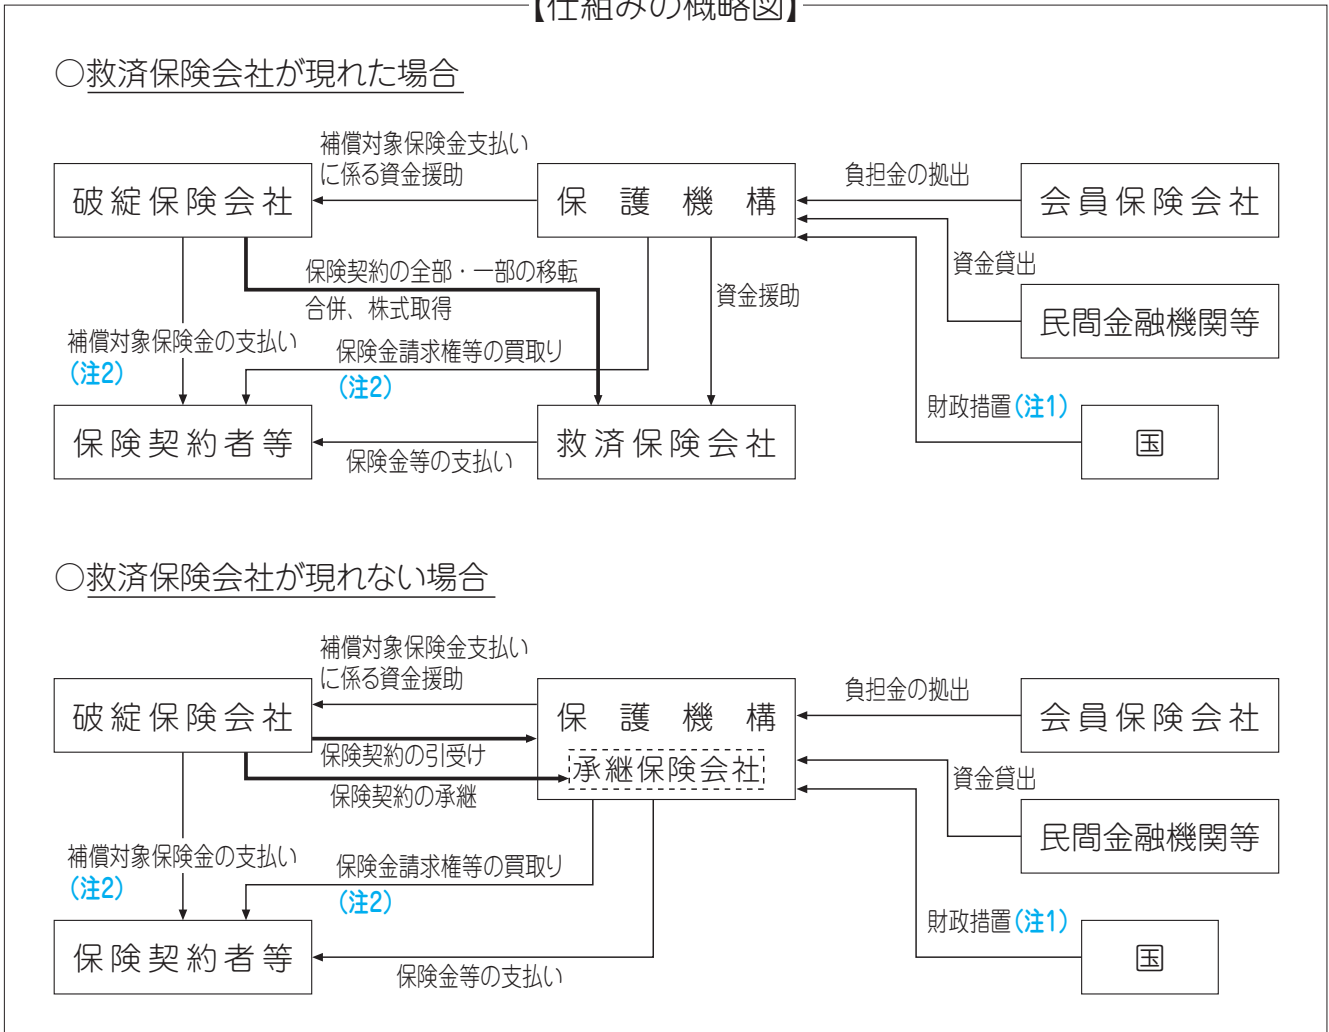 【仕組みの概略図】
○救済保険会社が現れた場合
補償対象保険金支払い
に係る資金援助
破綻保険会社
保護機構
負担金の拠出
会員保険会社
保険契約の全部・一部の移転
合併、株式取得
資金援助
資金貸出
民間金融機関等
補償対象保険金の支払い
(注2)
保険金請求権等の買取り
(注2)
財政措置(注1)
保険契約者等
保険金等の支払い
救済保険会社
国
○救済保険会社が現れない場合
補償対象保険金支払い
に係る資金援助
破綻保険会社
保護機構
負担金の拠出
会員保険会社
保険契約の引受け
承継保険会社
保険契約の承継
資金貸出
民間金融機関等
補償対象保険金の支払い
(注2)
保険金請求権等の買取り
(注2)
財政措置(注1)
保険契約者等
保険金等の支払い
国